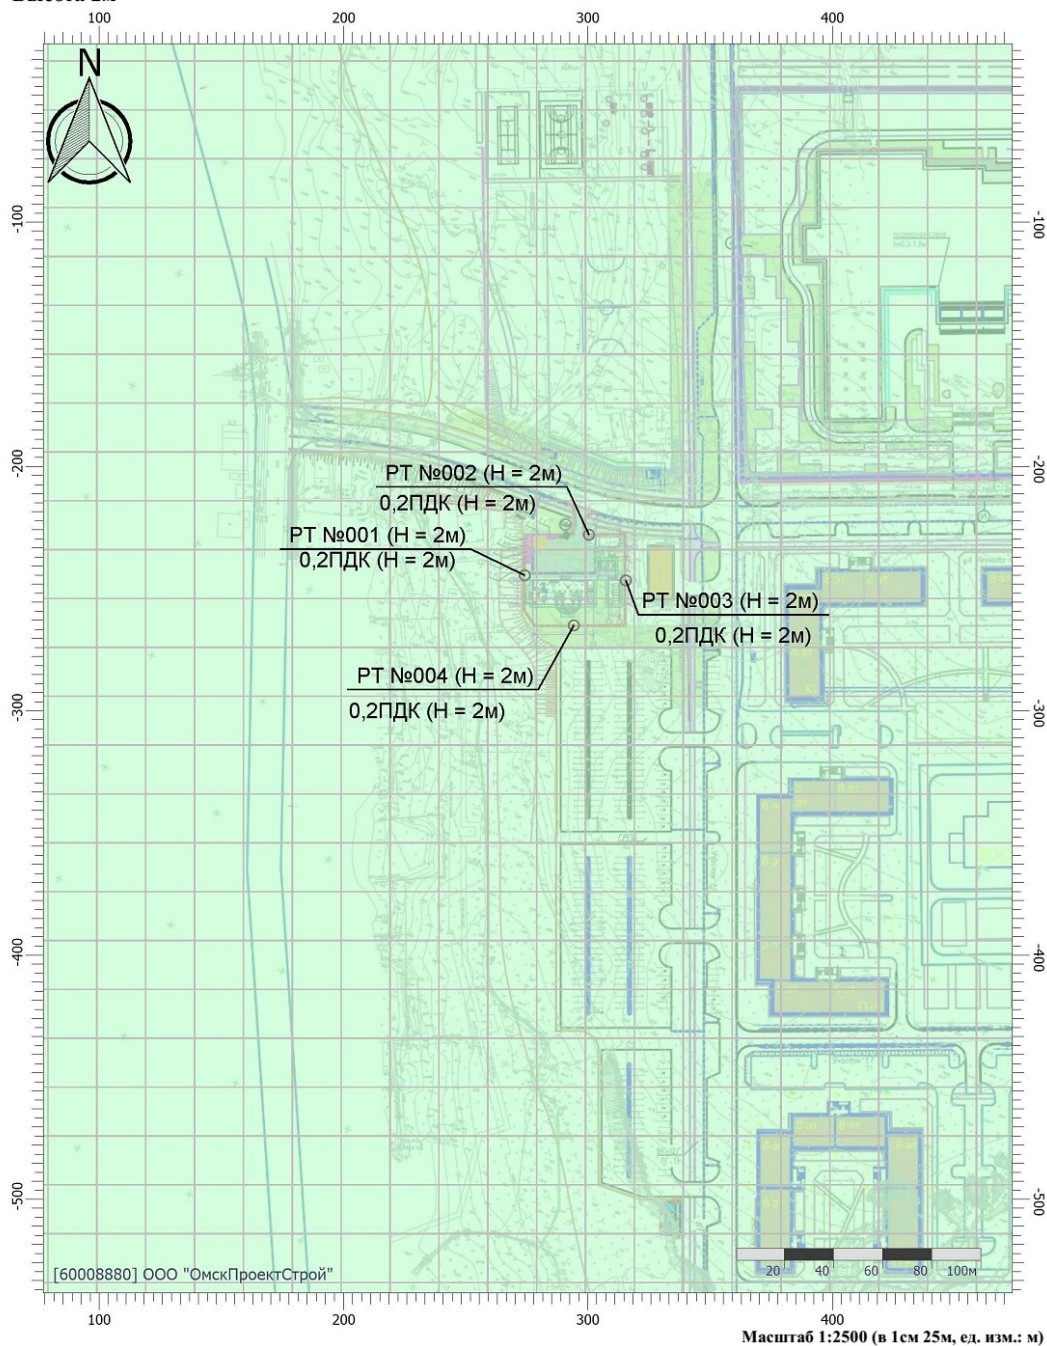 100 200 300 400
N
-100 -100
-200 -200
РТ №002 (Н = 2м)
0,2ПДК (Н = 2м)
РТ №001 (Н = 2м)
0,2ПДК (Н = 2м)
РТ №003 (Н = 2м)
0,2ПДК (Н = 2м)
РТ №004 (Н = 2м)
0,2ПДК (Н = 2м)
-300 -300
-400 -400
-500 -500
20 40 60 80 100м
[60008880] ООО "ОмскПроектСтрой"
100 200 300 400
Масштаб 1:2500 (в 1см 25м, ед. изм.: м)